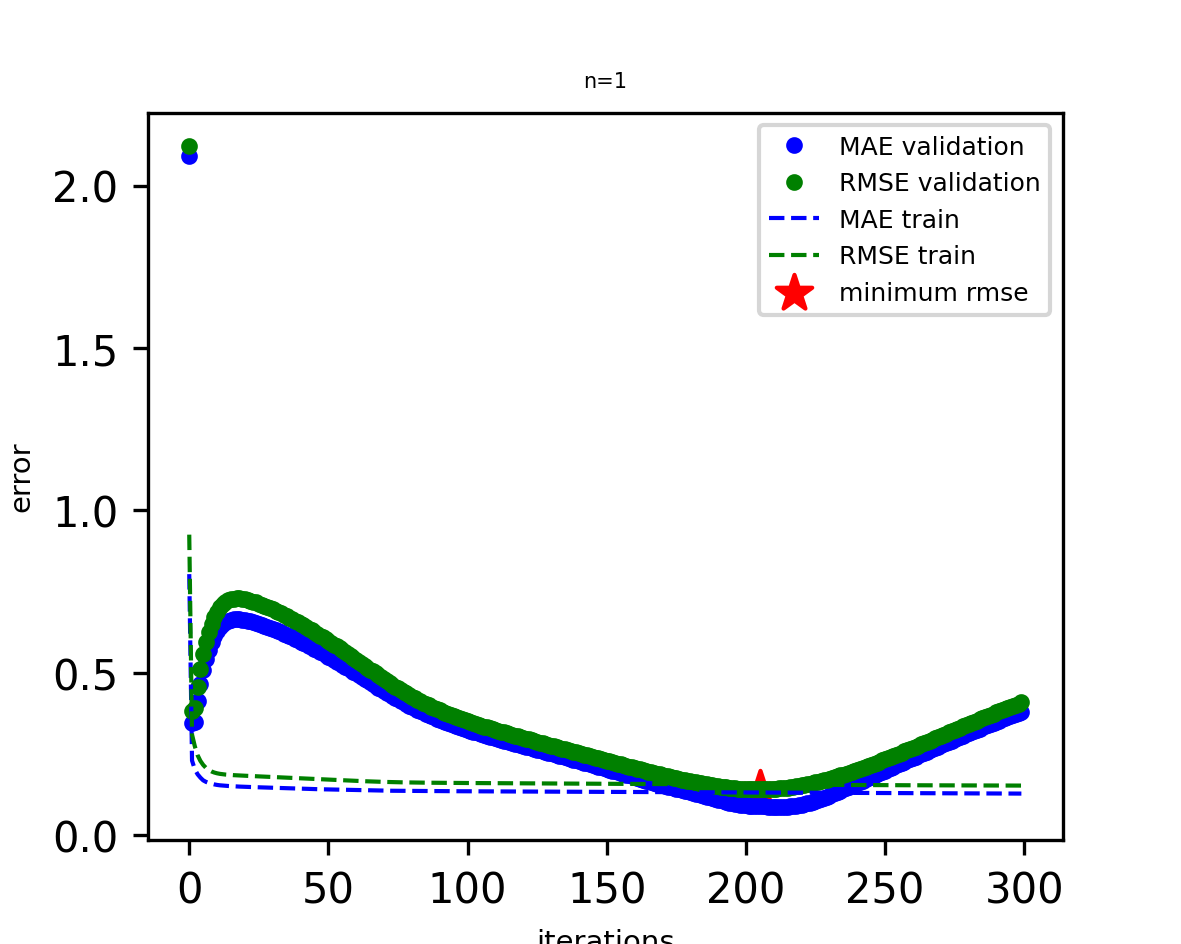 n=1
MAE validation
RMSE validation
MAE train
RMSE train
minimum rmse
error
2.0
1.5
1.0
0.5
0.0
0 50 100 150 200 250 300
iterations